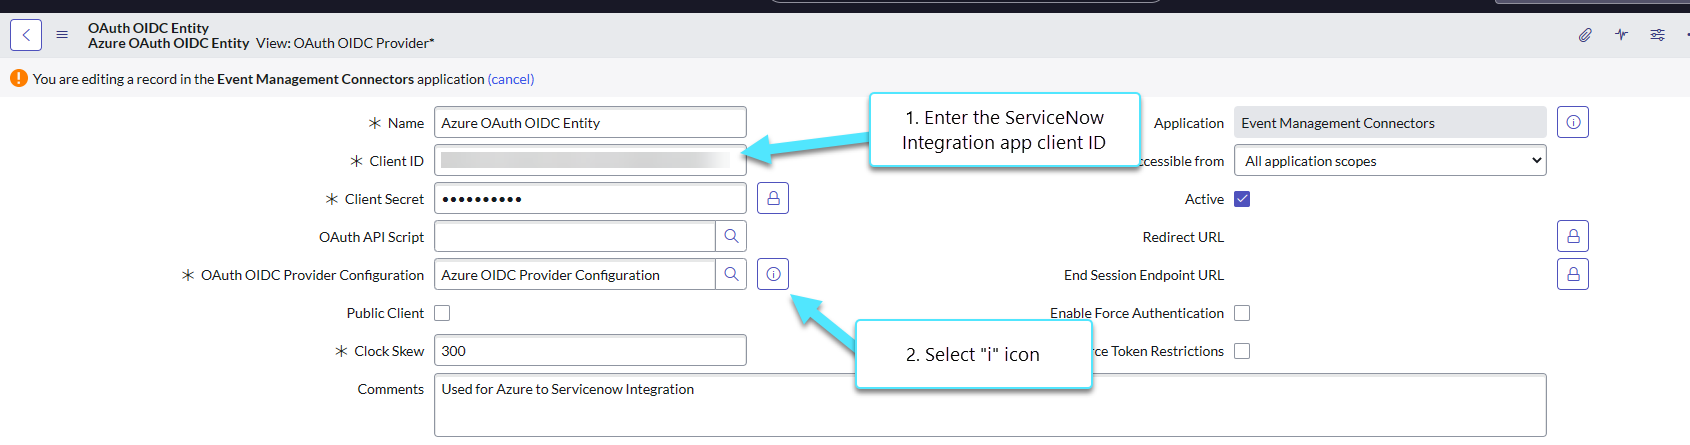 OAuth OIDC Entity
Azure OAuth OIDC Entity View: OAuth OIDC Provider*
You are editing a record in the Event Management Connectors application (cancel)
Name
Azure OAuth OIDC Entity
Client ID
Client Secret
••••••••••
OAuth API Script
OAuth OIDC Provider Configuration
Azure OIDC Provider Configuration
Public Client
Clock Skew
300
Comments
Used for Azure to Servicenow Integration
1. Enter the ServiceNow
Integration app client ID
2. Select "i" icon
Application
Event Management Connectors
ccessible from
All application scopes
Active
Redirect URL
End Session Endpoint URL
Enable Force Authentication
rce Token Restrictions